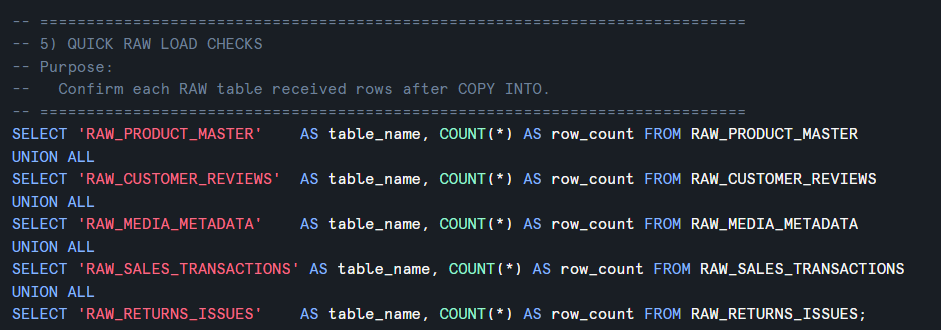 -- ============================================================================
-- 5) QUICK RAW LOAD CHECKS
-- Purpose:
--   Confirm each RAW table received rows after COPY INTO.
-- ============================================================================
SELECT 'RAW_PRODUCT_MASTER'    AS table_name, COUNT(*) AS row_count FROM RAW_PRODUCT_MASTER
UNION ALL
SELECT 'RAW_CUSTOMER_REVIEWS'  AS table_name, COUNT(*) AS row_count FROM RAW_CUSTOMER_REVIEWS
UNION ALL
SELECT 'RAW_MEDIA_METADATA'    AS table_name, COUNT(*) AS row_count FROM RAW_MEDIA_METADATA
UNION ALL
SELECT 'RAW_SALES_TRANSACTIONS' AS table_name, COUNT(*) AS row_count FROM RAW_SALES_TRANSACTIONS
UNION ALL
SELECT 'RAW_RETURNS_ISSUES'    AS table_name, COUNT(*) AS row_count FROM RAW_RETURNS_ISSUES;